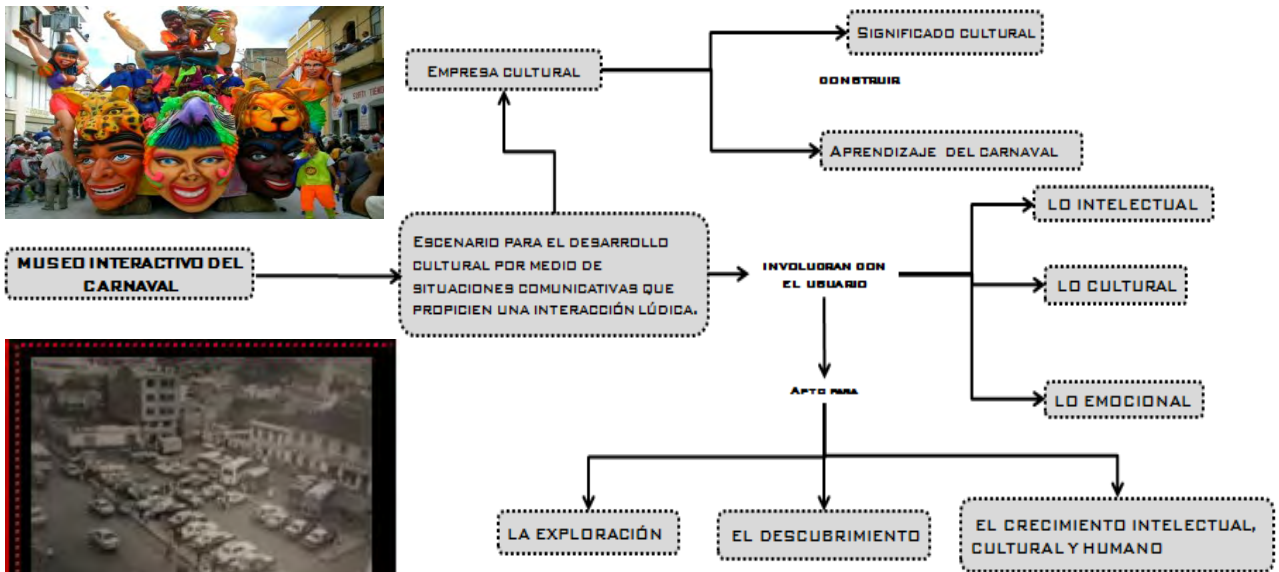 EMPRESA CULTURAL
SIGNIFICADO CULTURAL
CONSTRUIR
APRENDIZAJE DEL CARNAVAL
MUSEO INTERACTIVO DEL
CARNAVAL
ESCENARIO PARA EL DESARROLLO
CULTURAL POR MEDIO DE
SITUACIONES COMUNICATIVAS QUE
PROPICIEN UNA INTERACCIÓN LÚDICA.
INVOLUCRAN CON
EL USUARIO
LO INTELECTUAL
LO CULTURAL
LO EMOCIONAL
APTO PARA
LA EXPLORACIÓN
EL DESCUBRIMIENTO
EL CRECIMIENTO INTELECTUAL,
CULTURAL Y HUMANO